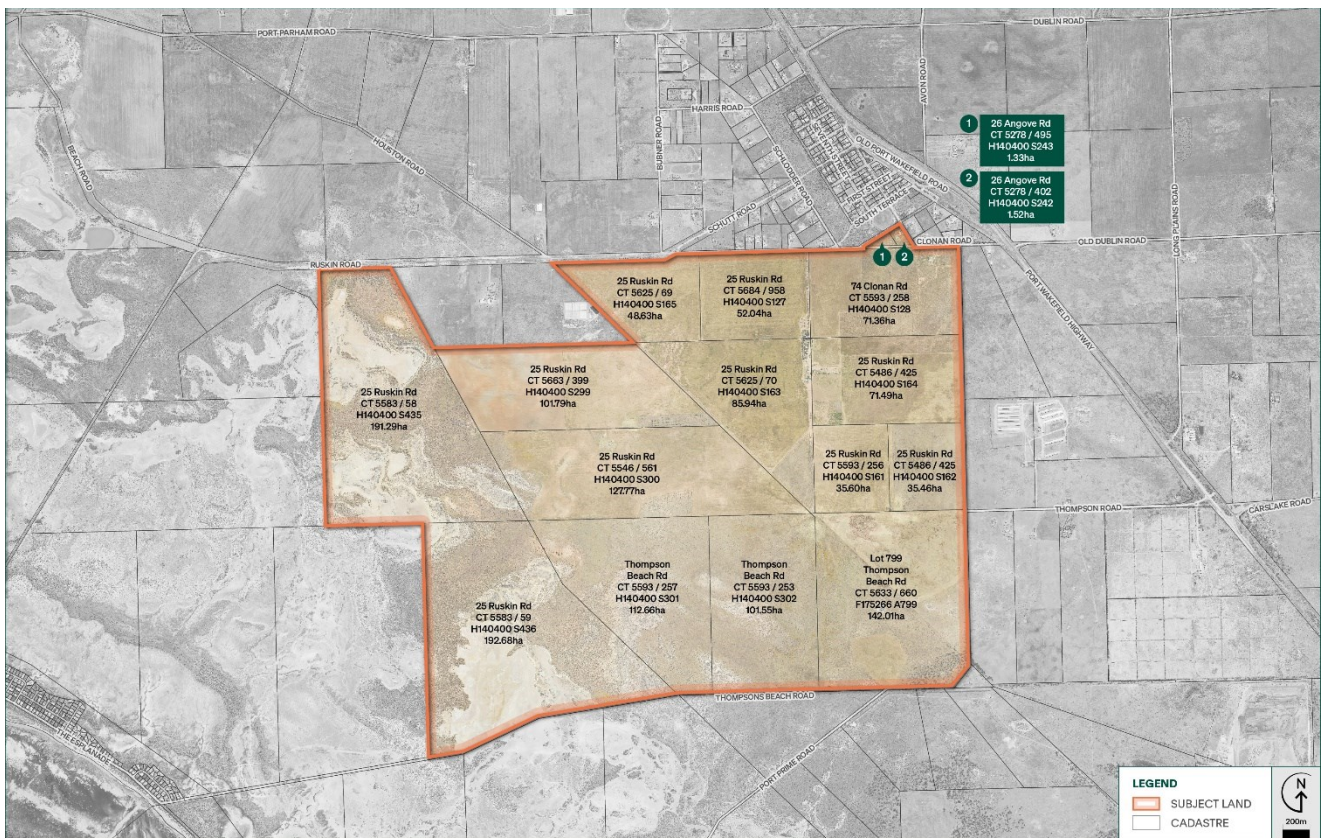 DUBLIN ROAD
PORT PARHAM ROAD
AVON ROAD
HARRIS ROAD
BUBNER ROAD
SEVENTH STREET
OLD PORT WAKEFIELD ROAD
1
26 Angove Rd
CT 5278 / 495
H140400 S243
1.33ha
2
26 Angove Rd
CT 5278 / 402
H140400 S242
1.52ha
BEACH ROAD
HOUSTON ROAD
SCHLODDER ROAD
FIRST STREET
SOUTH TERRACE
SCHUTT ROAD
CLONAN ROAD
OLD DUBLIN ROAD
LONG PLAINS ROAD
RUSKIN ROAD
1
2
PORT WAKEFIELD HIGHWAY
25 Ruskin Rd
CT 5625 / 69
H140400 S165
48.63ha
25 Ruskin Rd
CT 5684 / 958
H140400 S127
52.04ha
74 Clonan Rd
CT 5593 / 258
H140400 S128
71.36ha
25 Ruskin Rd
CT 5583 / 58
H140400 S435
191.29ha
25 Ruskin Rd
CT 5663 / 399
H140400 S299
101.79ha
25 Ruskin Rd
CT 5625 / 70
H140400 S163
85.94ha
25 Ruskin Rd
CT 5486 / 425
H140400 S164
71.49ha
25 Ruskin Rd
CT 5546 / 561
H140400 S300
127.77ha
25 Ruskin Rd
CT 5593 / 256
H140400 S161
35.60ha
25 Ruskin Rd
CT 5486 / 425
H140400 S162
35.46ha
THOMPSON ROAD
CARSLAKE ROAD
25 Ruskin Rd
CT 5583 / 59
H140400 S436
192.68ha
Thompson
Beach Rd
CT 5593 / 257
H140400 S301
112.66ha
Thompson
Beach Rd
CT 5593 / 253
H140400 S302
101.55ha
Lot 799
Thompson
Beach Rd
CT 5633 / 660
F175266 A799
142.01ha
THOMPSONS BEACH ROAD
THE ESPLANADE
PORT PRIME ROAD
LEGEND
SUBJECT LAND
CADASTRE
N
200m